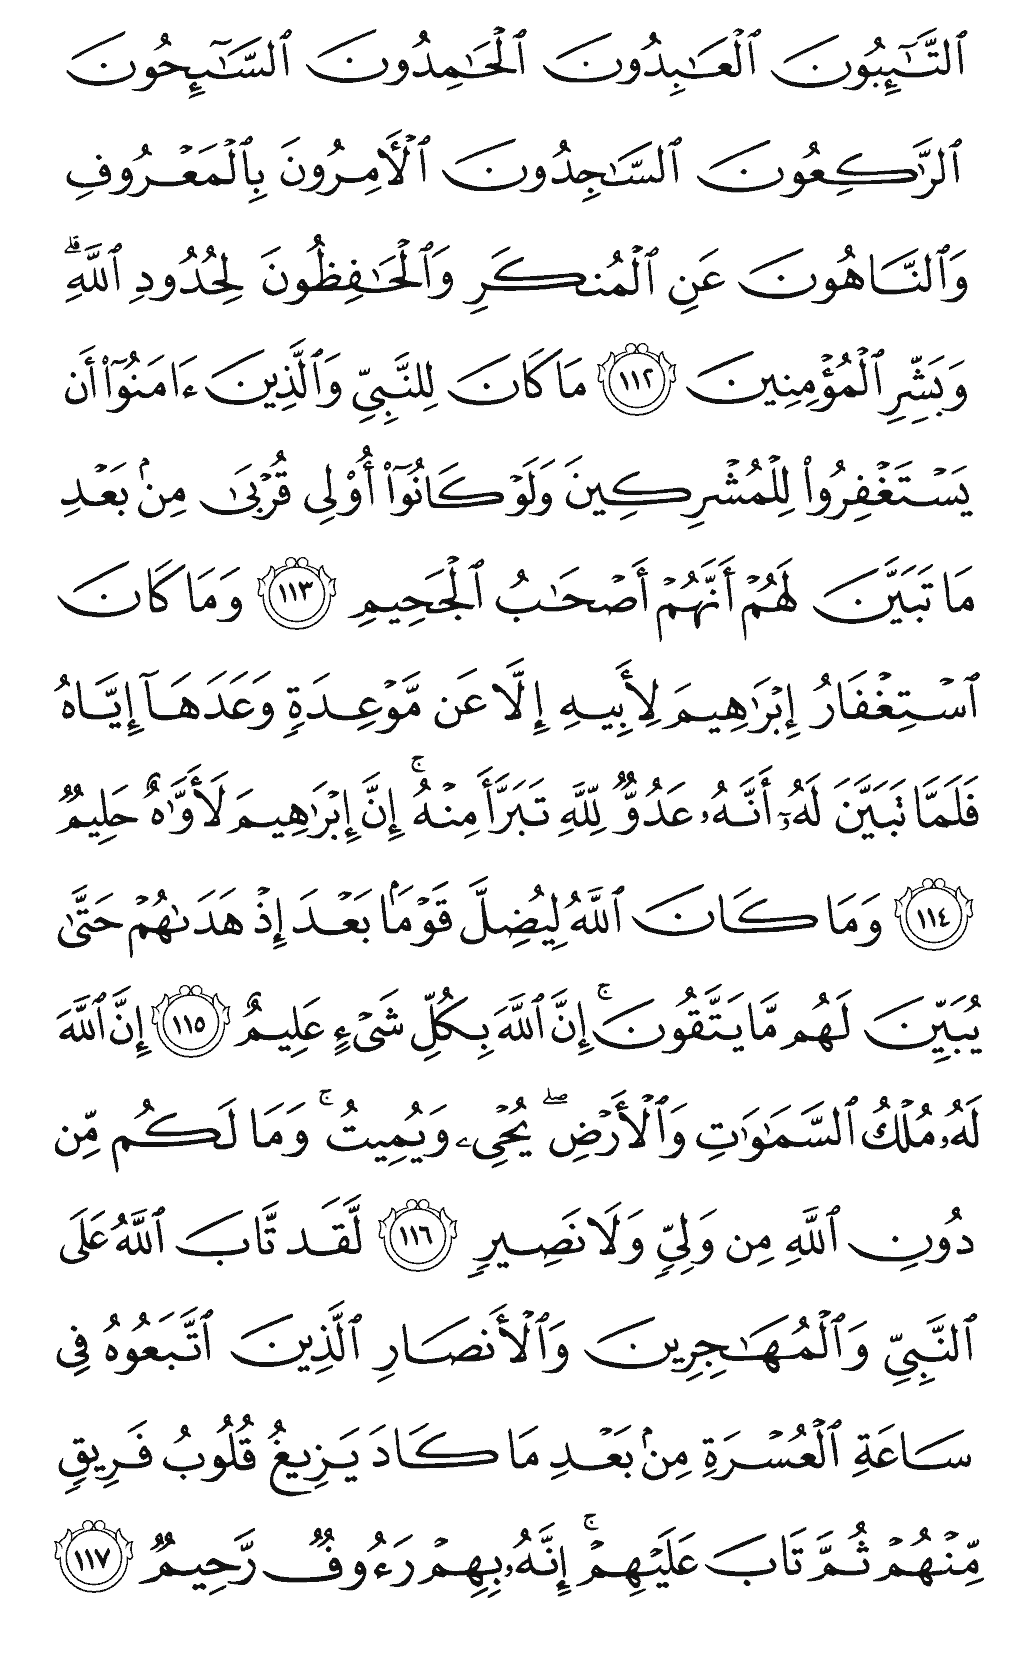 ٱلتَّـٰٓئِبُونَ ٱلْعَـٰبِدُونَ ٱلْحَـٰمِدُونَ ٱلسَّـٰٓئِحُونَ
ٱلرَّٰكِعُونَ ٱلسَّـٰجِدُونَ ٱلْأَمِرُونَ بِٱلْمَعْرُوفِ
وَٱلنَّاهُونَ عَنِ ٱلْمُنكَرِ وَٱلْحَـٰفِظُونَ لِحُدُودِ ٱللَّهِۗ
وَبَشِّرِ ٱلْمُؤْمِنِينَ ١١٢ مَا كَانَ لِلنَّبِىِّ وَٱلَّذِينَ ءَامَنُوٓا۟ أَن
يَسْتَغْفِرُوا۟ لِلْمُشْرِكِينَ وَلَوْ كَانُوٓا۟ أُو۟لِى قُرْبَىٰ مِنۢ بَعْدِ
مَا تَبَيَّنَ لَهُمْ أَنَّهُمْ أَصْحَـٰبُ ٱلْجَحِيمِ ١١٣ وَمَا كَانَ
ٱسْتِغْفَارُ إِبْرَٰهِيمَ لِأَبِيهِ إِلَّا عَن مَّوْعِدَةٍ وَعَدَهَآ إِيَّاهُ
فَلَمَّا تَبَيَّنَ لَهُۥٓ أَنَّهُۥ عَدُوٌّ لِّلَّهِ تَبَرَّأَ مِنْهُ ۚ إِنَّ إِبْرَٰهِيمَ لَأَوَّٰهٌ حَلِيمٌ
١١٤ وَمَا كَانَ ٱللَّهُ لِيُضِلَّ قَوْمَۢا بَعْدَ إِذْ هَدَىٰهُمْ حَتَّىٰ
يُبَيِّنَ لَهُم مَّا يَتَّقُونَ ۚ إِنَّ ٱللَّهَ بِكُلِّ شَىْءٍ عَلِيمٌ ١١٥ إِنَّ ٱللَّهَ
لَهُۥ مُلْكُ ٱلسَّمَـٰوَٰتِ وَٱلْأَرْضِ ۖ يُحْىِۦ وَيُمِيتُ ۚ وَمَا لَكُم مِّن
دُونِ ٱللَّهِ مِن وَلِىٍّ وَلَا نَصِيرٍ ١١٦ لَّقَد تَّابَ ٱللَّهُ عَلَى
ٱلنَّبِىِّ وَٱلْمُهَـٰجِرِينَ وَٱلْأَنصَارِ ٱلَّذِينَ ٱتَّبَعُوهُ فِى
سَاعَةِ ٱلْعُسْرَةِ مِنۢ بَعْدِ مَا كَادَ يَزِيغُ قُلُوبُ فَرِيقٍ
مِّنْهُمْ ثُمَّ تَابَ عَلَيْهِمْ ۚ إِنَّهُۥ بِهِمْ رَءُوفٌ رَّحِيمٌ ١١٧